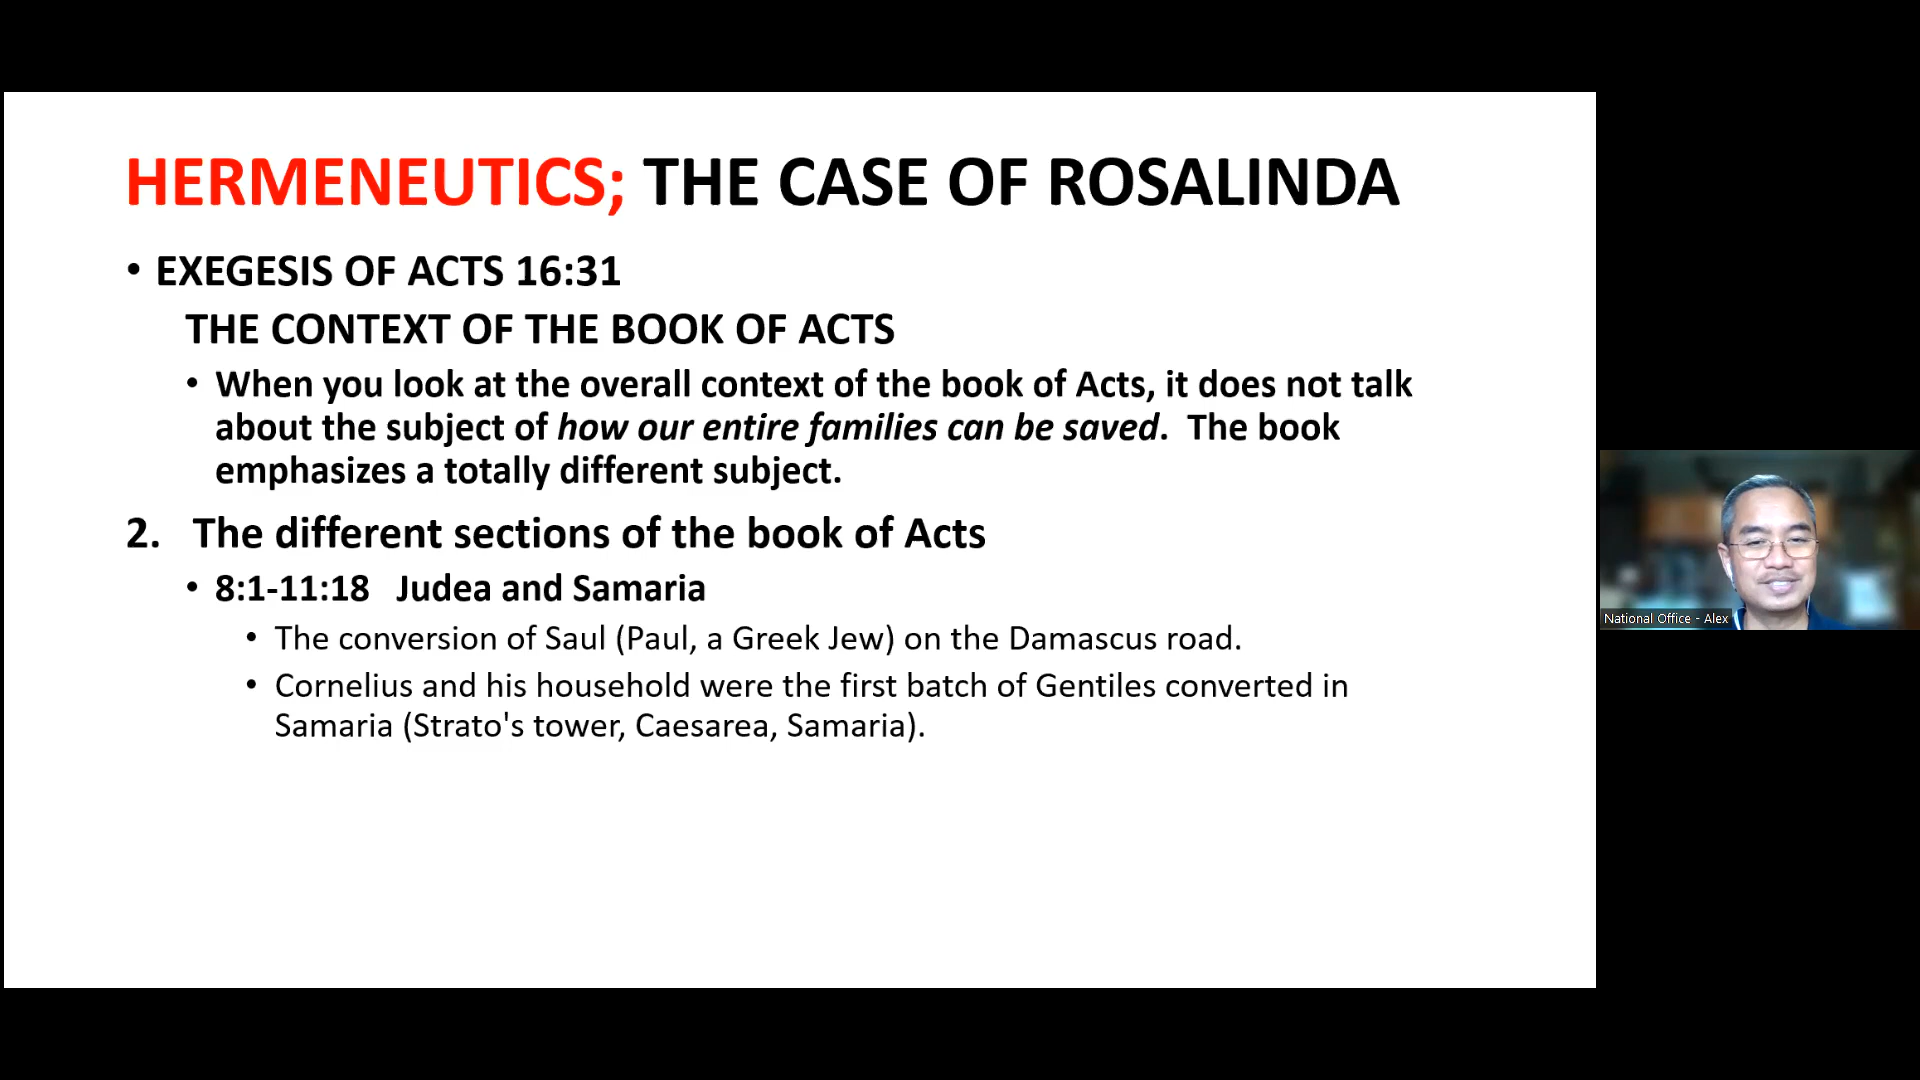 HERMENEUTICS; THE CASE OF ROSALINDA
• EXEGESIS OF ACTS 16:31
THE CONTEXT OF THE BOOK OF ACTS
• When you look at the overall context of the book of Acts, it does not talk
about the subject of how our entire families can be saved. The book
emphasizes a totally different subject.
2. The different sections of the book of Acts
• 8:1-11:18 Judea and Samaria
• The conversion of Saul (Paul, a Greek Jew) on the Damascus road.
• Cornelius and his household were the first batch of Gentiles converted in
Samaria (Strato's tower, Caesarea, Samaria).
National Office - Alex